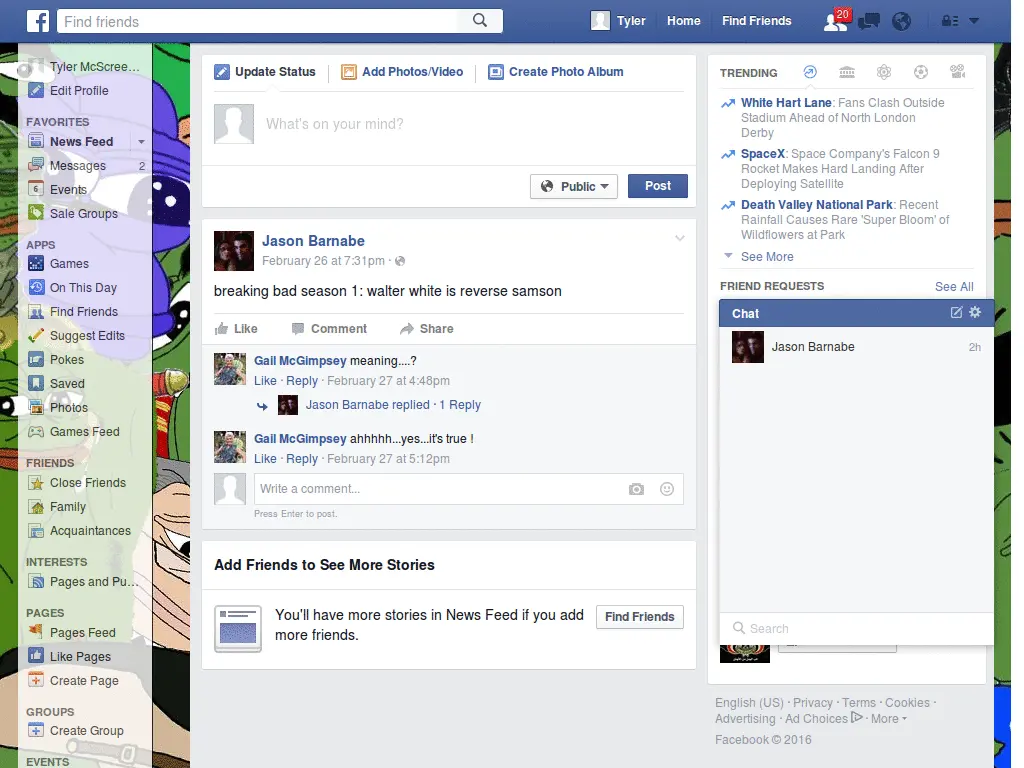 Find friends
Tyler
Home
Find Friends
20
Tyler McScree...
Edit Profile
FAVORITES
News Feed
Messages 2
6 Events
Sale Groups
APPS
Games
On This Day
Find Friends
Suggest Edits
Pokes
Saved
Photos
Games Feed
FRIENDS
Close Friends
Family
Acquaintances
INTERESTS
Pages and Pu...
PAGES
Pages Feed
Like Pages
Create Page
GROUPS
Create Group
EVENTS
Update Status
Add Photos/Video
Create Photo Album
What's on your mind?
Public
Post
Jason Barnabe
February 26 at 7:31pm ·
breaking bad season 1: walter white is reverse samson
Like Comment Share
Gail McGimpsey meaning....?
Like · Reply · February 27 at 4:48pm
Jason Barnabe replied · 1 Reply
Gail McGimpsey ahhhhh...yes...it's true !
Like · Reply · February 27 at 5:12pm
Write a comment...
Press Enter to post.
Add Friends to See More Stories
You'll have more stories in News Feed if you add
more friends.
Find Friends
TRENDING
White Hart Lane: Fans Clash Outside
Stadium Ahead of North London
Derby
SpaceX: Space Company's Falcon 9
Rocket Makes Hard Landing After
Deploying Satellite
Death Valley National Park: Recent
Rainfall Causes Rare 'Super Bloom' of
Wildflowers at Park
See More
FRIEND REQUESTS
See All
Chat
Jason Barnabe 2h
Search
English (US) · Privacy · Terms · Cookies ·
Advertising · Ad Choices · More
Facebook © 2016